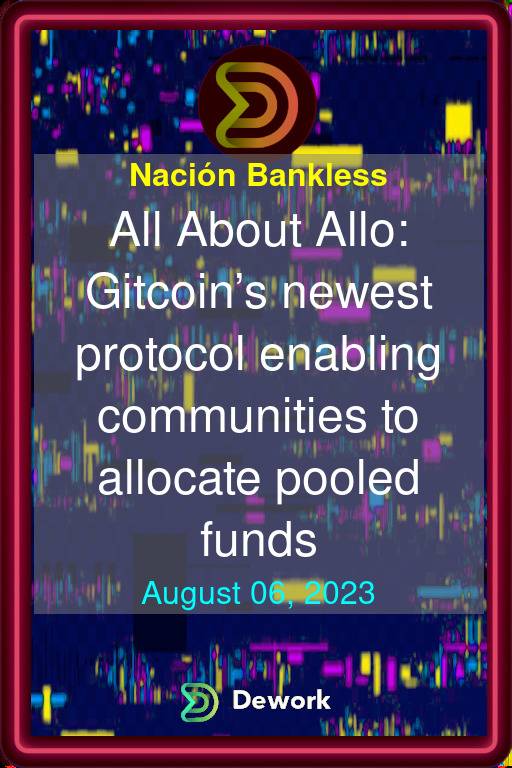 Nación Bankless
All About Allo:
Gitcoin’s newest
protocol enabling
communities to
allocate pooled
funds
August 06, 2023
Dework